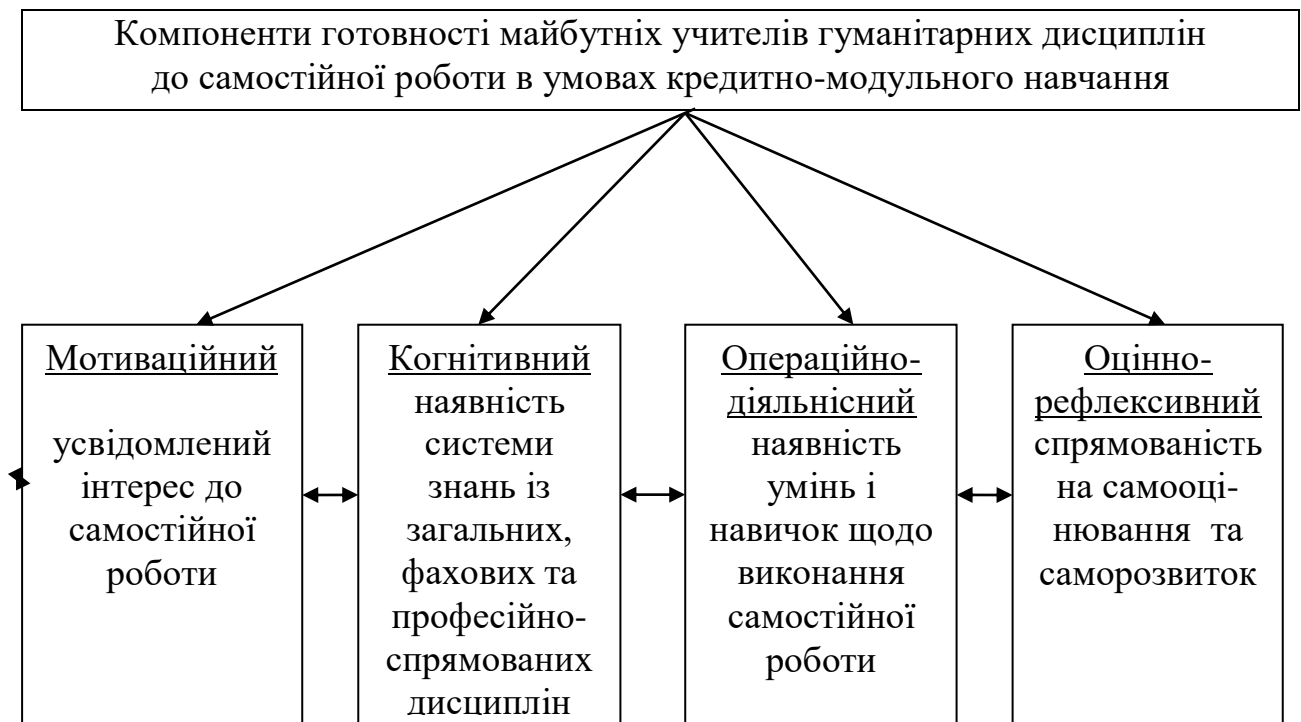 Компоненти готовності майбутніх учителів гуманітарних дисциплін
до самостійної роботи в умовах кредитно-модульного навчання
Мотиваційний
усвідомлений
інтерес до
самостійної
роботи
Когнітивний
наявність
системи
знань із
загальних,
фахових та
професійно-
спрямованих
дисциплін
Операційно-
діяльнісний
наявність
умінь і
навичок щодо
виконання
самостійної
роботи
Оцінно-
рефлексивний
спрямованість
на самооці-
нювання та
саморозвиток